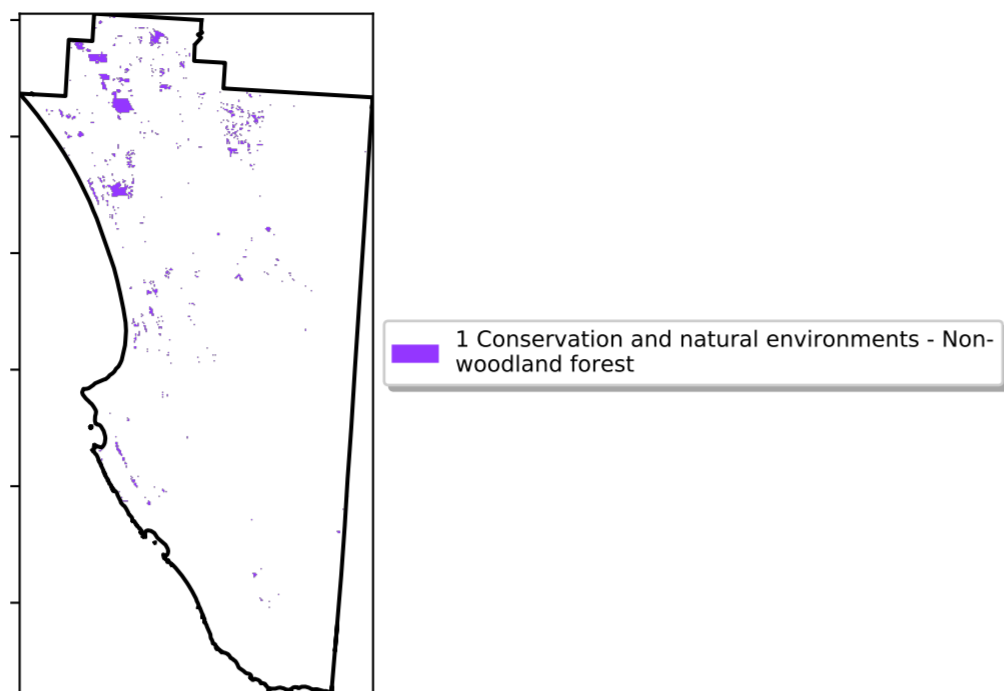 1 Conservation and natural environments - Non-
woodland forest